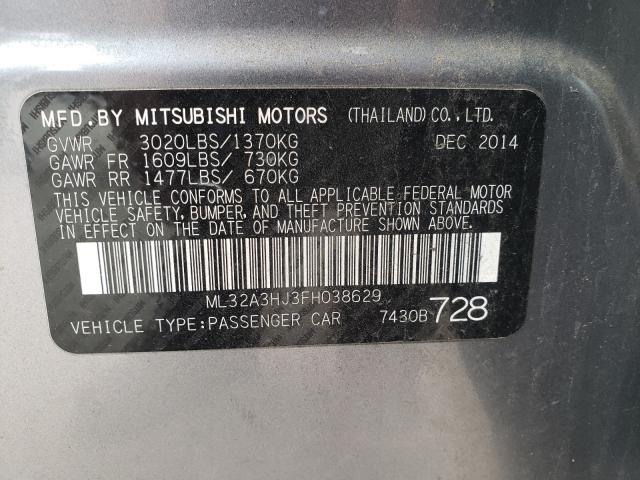 MFD.BY MITSUBISHI MOTORS (THAILAND) CO.,LTD.
GVWR 3020LBS/1370KG DEC 2014
GAWR FR 1609LBS/ 730KG
GAWR RR 1477LBS/ 670KG
THIS VEHICLE CONFORMS TO ALL APPLICABLE FEDERAL MOTOR
VEHICLE SAFETY, BUMPER, AND THEFT PREVENTION STANDARDS
IN EFFECT ON THE DATE OF MANUFACTURE SHOWN ABOVE.
ML32A3HJ3FH038629
VEHICLE TYPE:PASSENGER CAR 7430B 728